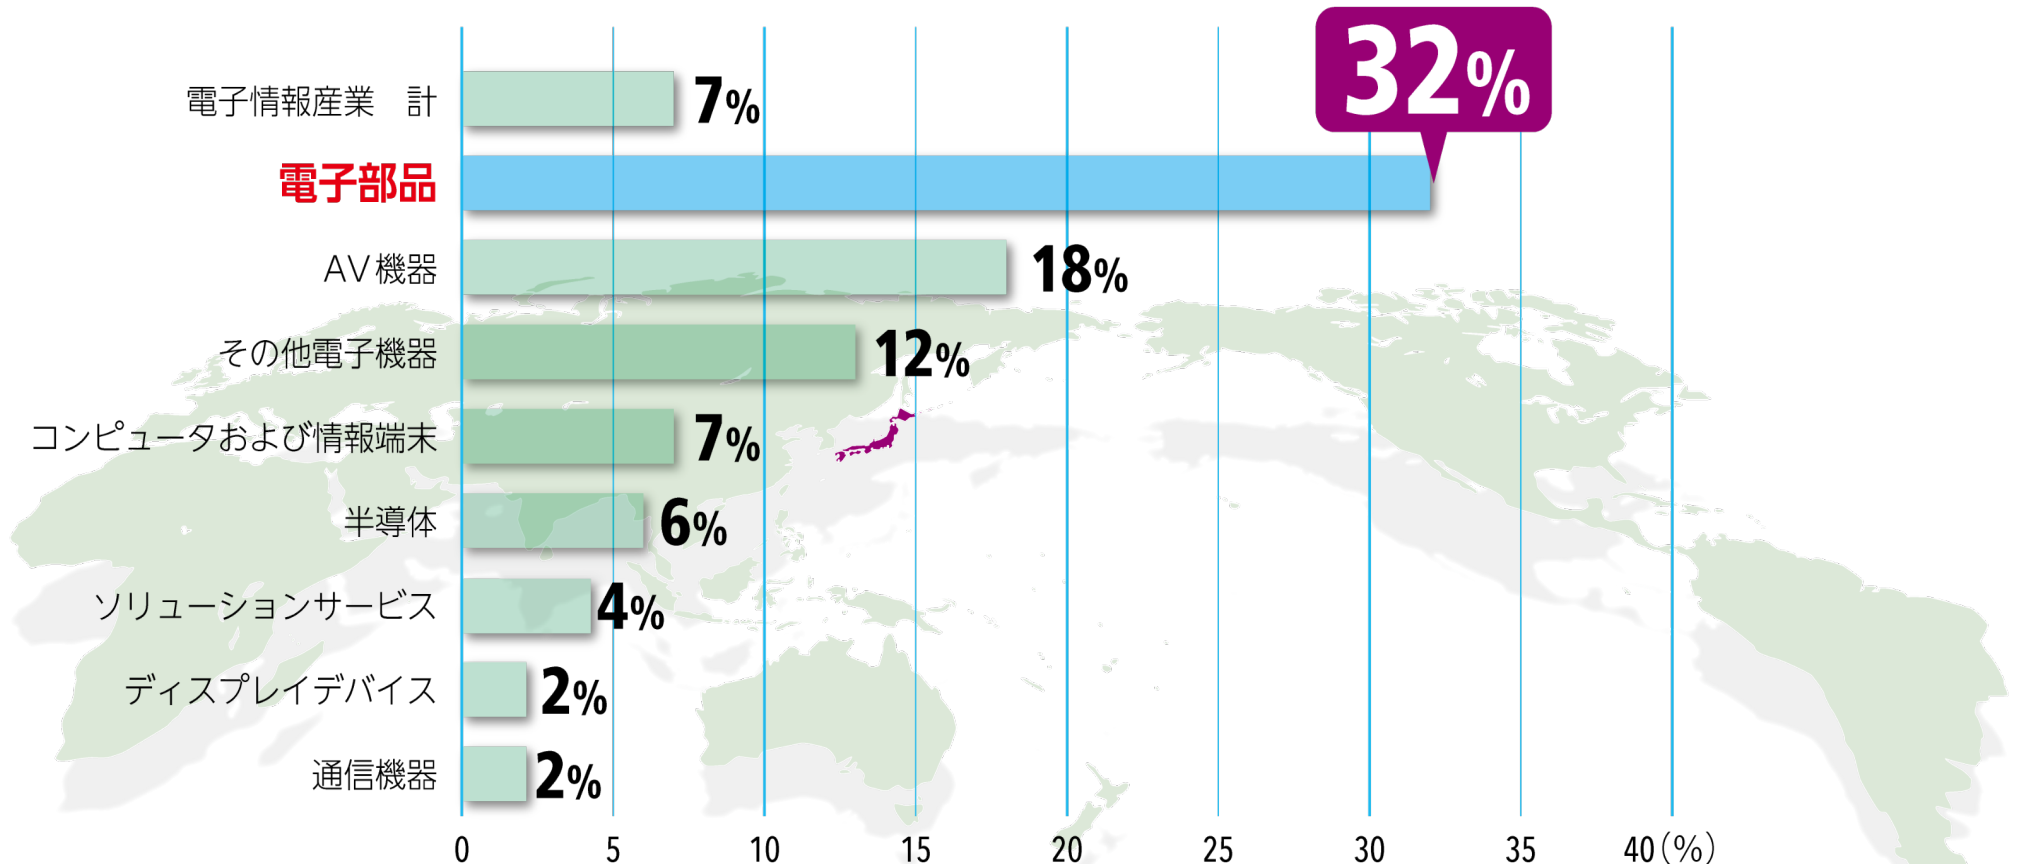 32%
電子情報産業　計 7%
電子部品
AV機器 18%
その他電子機器 12%
コンピュータおよび情報端末 7%
半導体 6%
ソリューションサービス 4%
ディスプレイデバイス 2%
通信機器 2%
0 5 10 15 20 25 30 35 40(%)